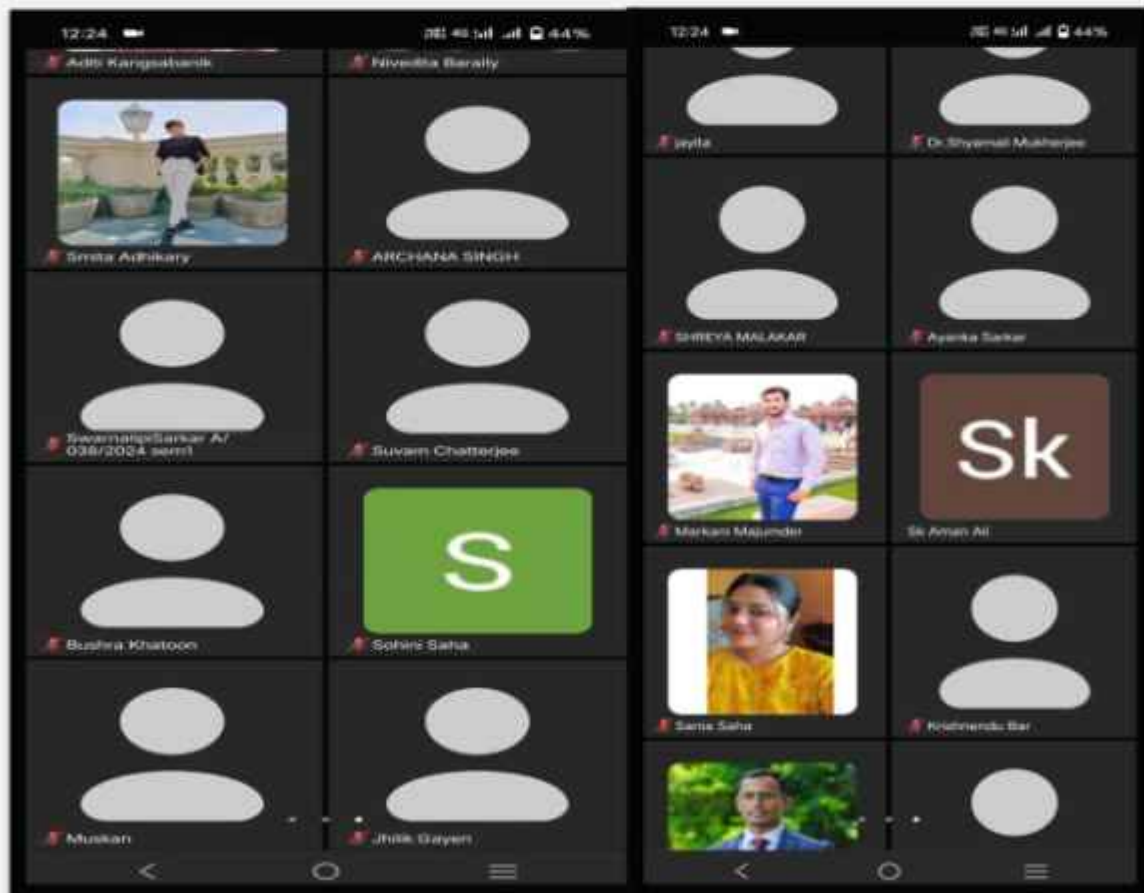 12:24
44%
Aditi Kangsabanik
Nivedita Baraily
Smita Adhikary
ARCHANA SINGH
SwarnalipiSarkar A/
038/2024 sem1
Suvam Chatterjee
Bushra Khatoon
S
Sohini Saha
Muskan
Jhilik Gayen
12:24
44%
jayita
Dr.Shyamali Mukherjee
SHREYA MALAKAR
Ayanka Sarkar
Sk
Majumder
Sk Aman Ali
Sania Saha
Krishnendu Bar